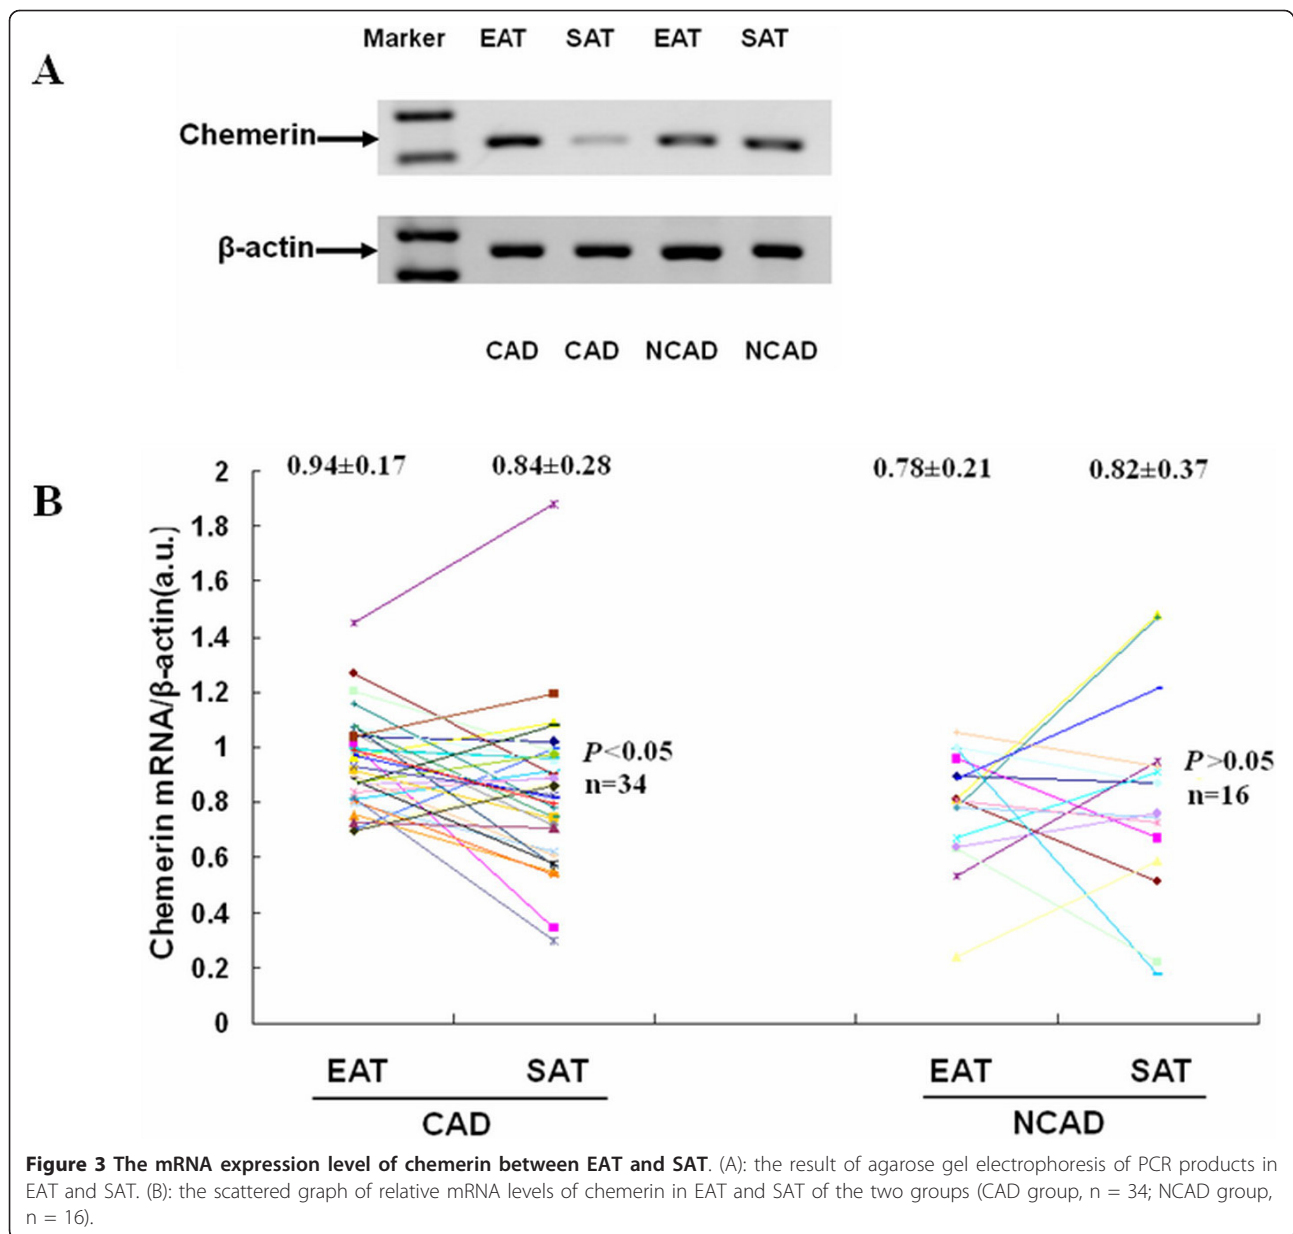 A
Marker EAT SAT EAT SAT
Chemerin
β-actin
CAD CAD NCAD NCAD
B
0.94±0.17 0.84±0.28 0.78±0.21 0.82±0.37
Chemerin mRNA/β-actin(a.u.)
2
1.8
1.6
1.4
1.2
1
0.8
0.6
0.4
0.2
0
P<0.05
n=34
P>0.05
n=16
EAT SAT EAT SAT
CAD NCAD
Figure 3 The mRNA expression level of chemerin between EAT and SAT. (A): the result of agarose gel electrophoresis of PCR products in
EAT and SAT. (B): the scattered graph of relative mRNA levels of chemerin in EAT and SAT of the two groups (CAD group, n = 34; NCAD group,
n = 16).